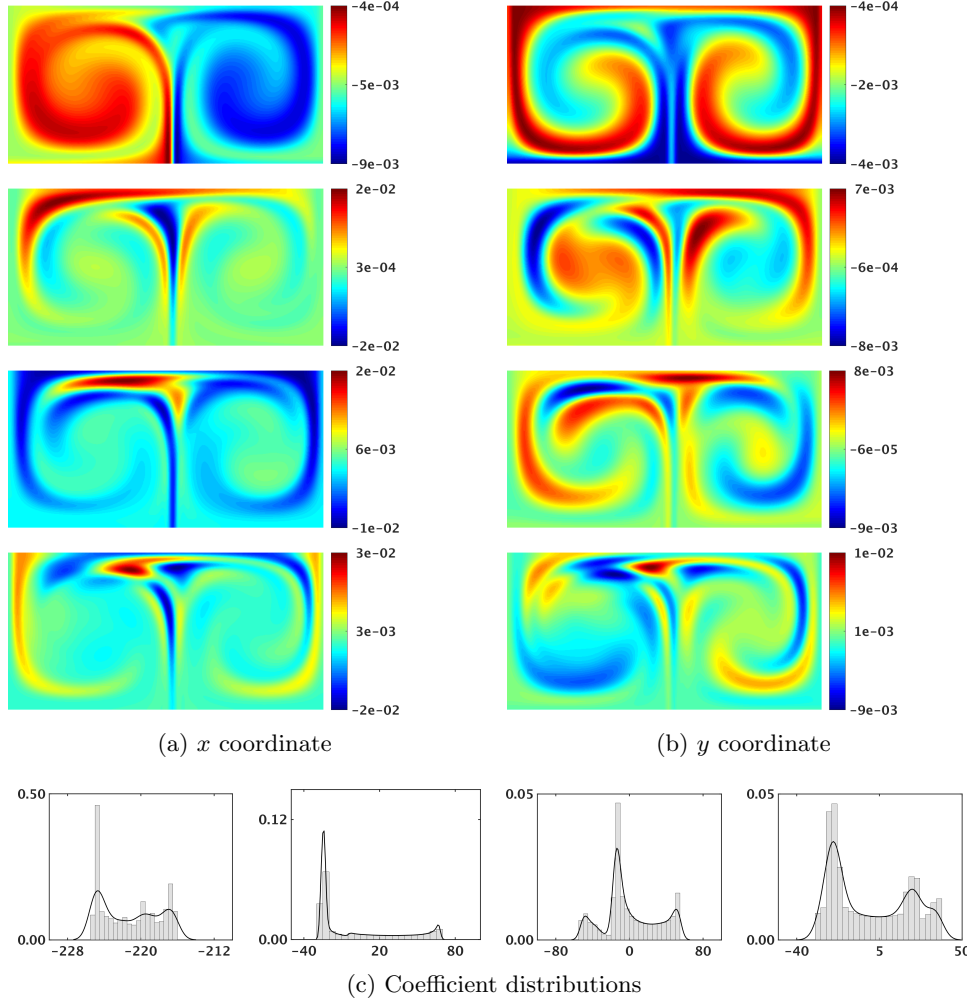 -4e-04
-5e-03
-9e-03
-4e-04
-2e-03
-4e-03
2e-02
3e-04
-2e-02
7e-03
-6e-04
-8e-03
2e-02
6e-03
-1e-02
8e-03
-6e-05
-9e-03
3e-02
3e-03
-2e-02
1e-02
1e-03
-9e-03
(a) x coordinate
(b) y coordinate
0.50
0.00
-228
-220
-212
0.12
0.00
-40
20
80
0.05
0.00
-80
0
80
0.05
0.00
-40
5
50
(c) Coefficient distributions